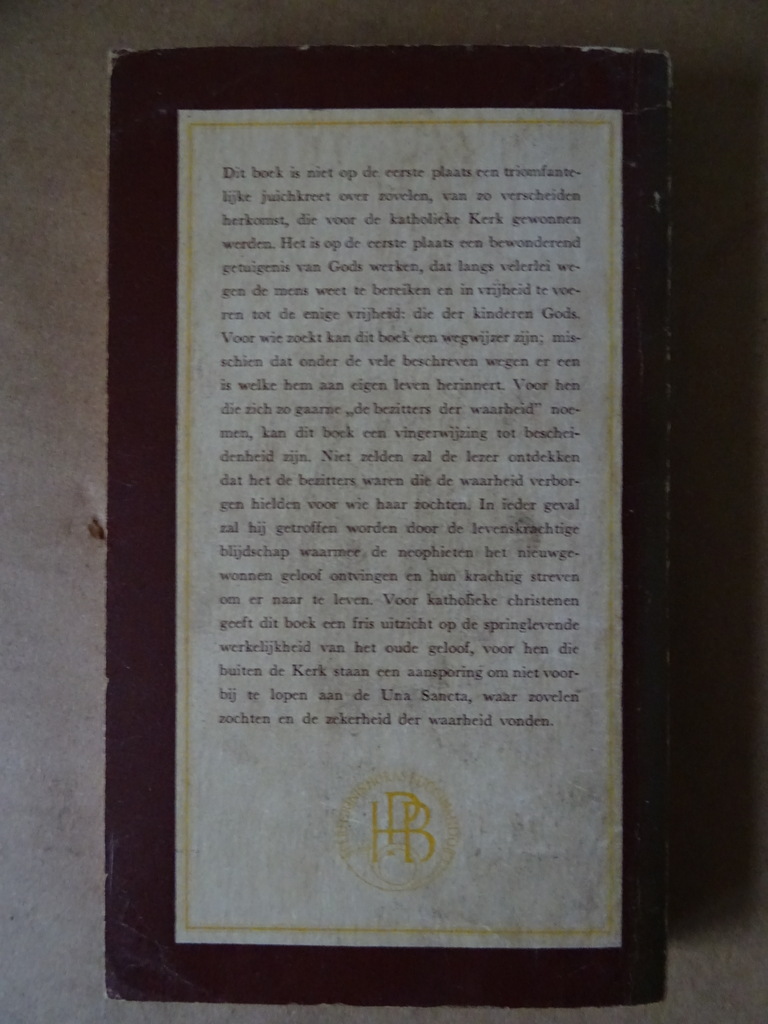 Dit boek is niet op de eerste plaats een triomfante-
lijke juichkreet over zovelen, van zo verscheiden
herkomst, die voor de katholieke Kerk gewonnen
werden. Het is op de eerste plaats een bewonderend
getuigenis van Gods werken, dat langs velerlei we-
gen de mens weet te bereiken en in vrijheid te voe-
ren tot de enige vrijheid: die der kinderen Gods.
Voor wie zoekt kan dit boek een wegwijzer zijn; mis-
schien dat onder de vele beschreven wegen er een
is welke hem aan eigen leven herinnert. Voor hen
die zich zo gaarne „de bezitters der waarheid" noe-
men, kan dit boek een vingerwijzing tot beschei-
denheid zijn. Niet zelden zal de lezer ontdekken
dat het de bezitters waren die de waarheid verbor-
gen hielden voor wie haar zochten. In ieder geval
zal hij getroffen worden door de levenskrachtige
blijdschap waarmee de neophieten het nieuwge-
wonnen geloof ontvingen en hun krachtig streven
om er naar te leven. Voor katholieke christenen
geeft dit boek een fris uitzicht op de springlevende
werkelijkheid van het oude geloof, voor hen die
buiten de Kerk staan een aansporing om niet voor-
bij te lopen aan de Una Sancta, waar zovelen
zochten en de zekerheid der waarheid vonden.
HPB